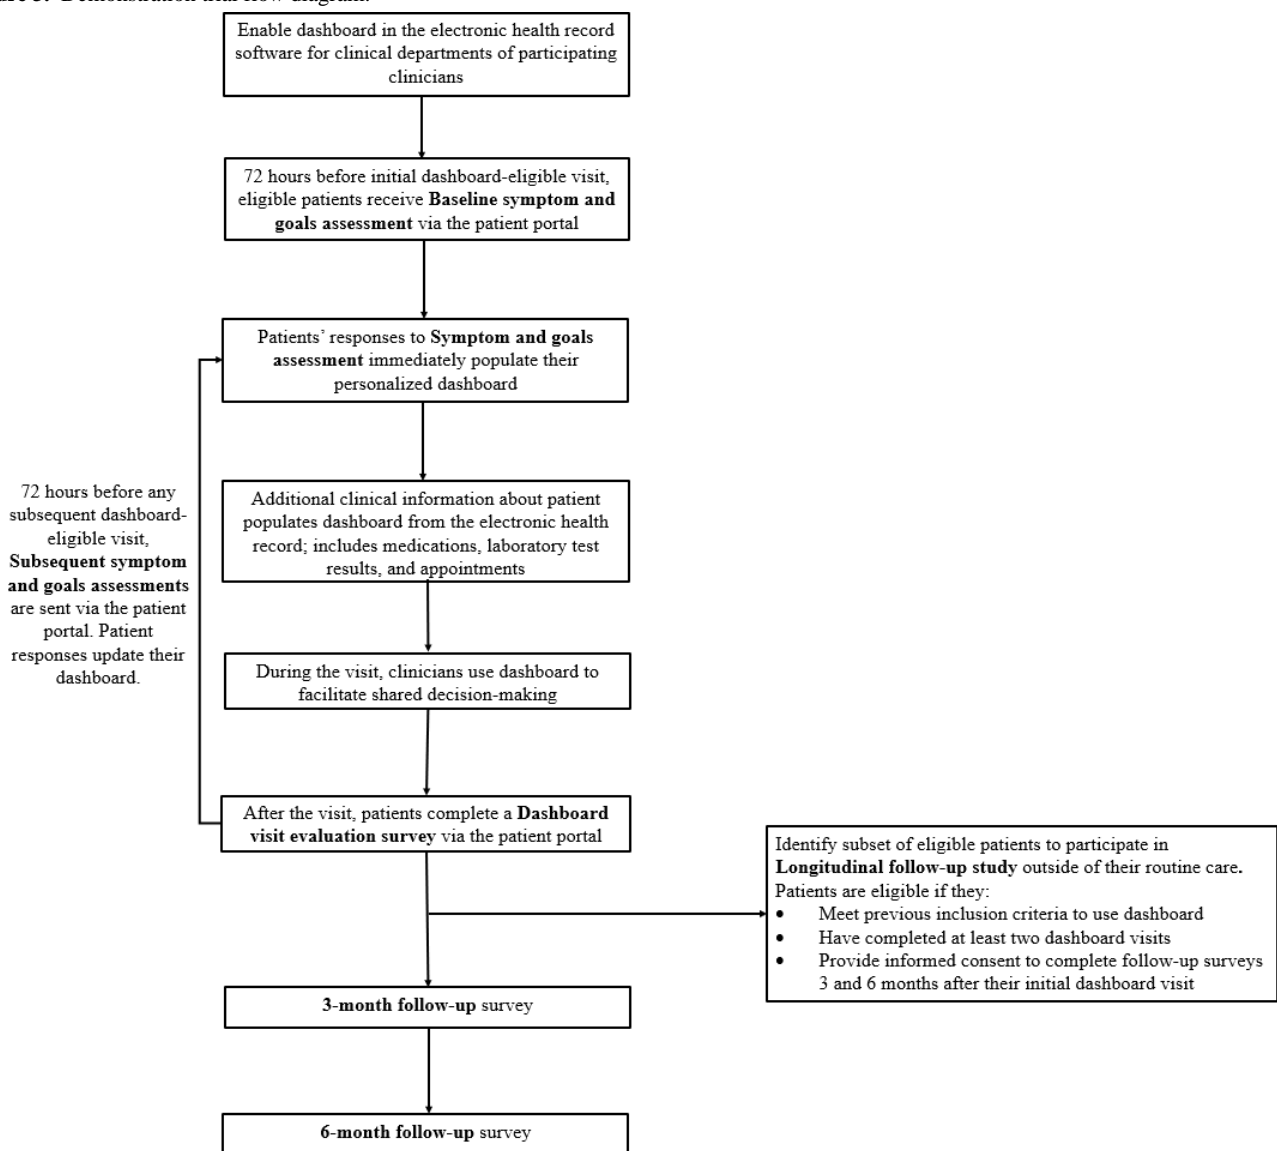 Demonstration trial flow diagram.
Enable dashboard in the electronic health record
software for clinical departments of participating
clinicians
72 hours before initial dashboard-eligible visit,
eligible patients receive Baseline symptom and
goals assessment via the patient portal
Patients’ responses to Symptom and goals
assessment immediately populate their
personalized dashboard
Additional clinical information about patient
populates dashboard from the electronic health
record; includes medications, laboratory test
results, and appointments
72 hours before any
subsequent dashboard-
eligible visit,
Subsequent symptom
and goals assessments
are sent via the patient
portal. Patient
responses update their
dashboard.
During the visit, clinicians use dashboard to
facilitate shared decision-making
After the visit, patients complete a Dashboard
visit evaluation survey via the patient portal
Identify subset of eligible patients to participate in
Longitudinal follow-up study outside of their routine care.
Patients are eligible if they:
• Meet previous inclusion criteria to use dashboard
• Have completed at least two dashboard visits
• Provide informed consent to complete follow-up surveys
3 and 6 months after their initial dashboard visit
3-month follow-up survey
6-month follow-up survey